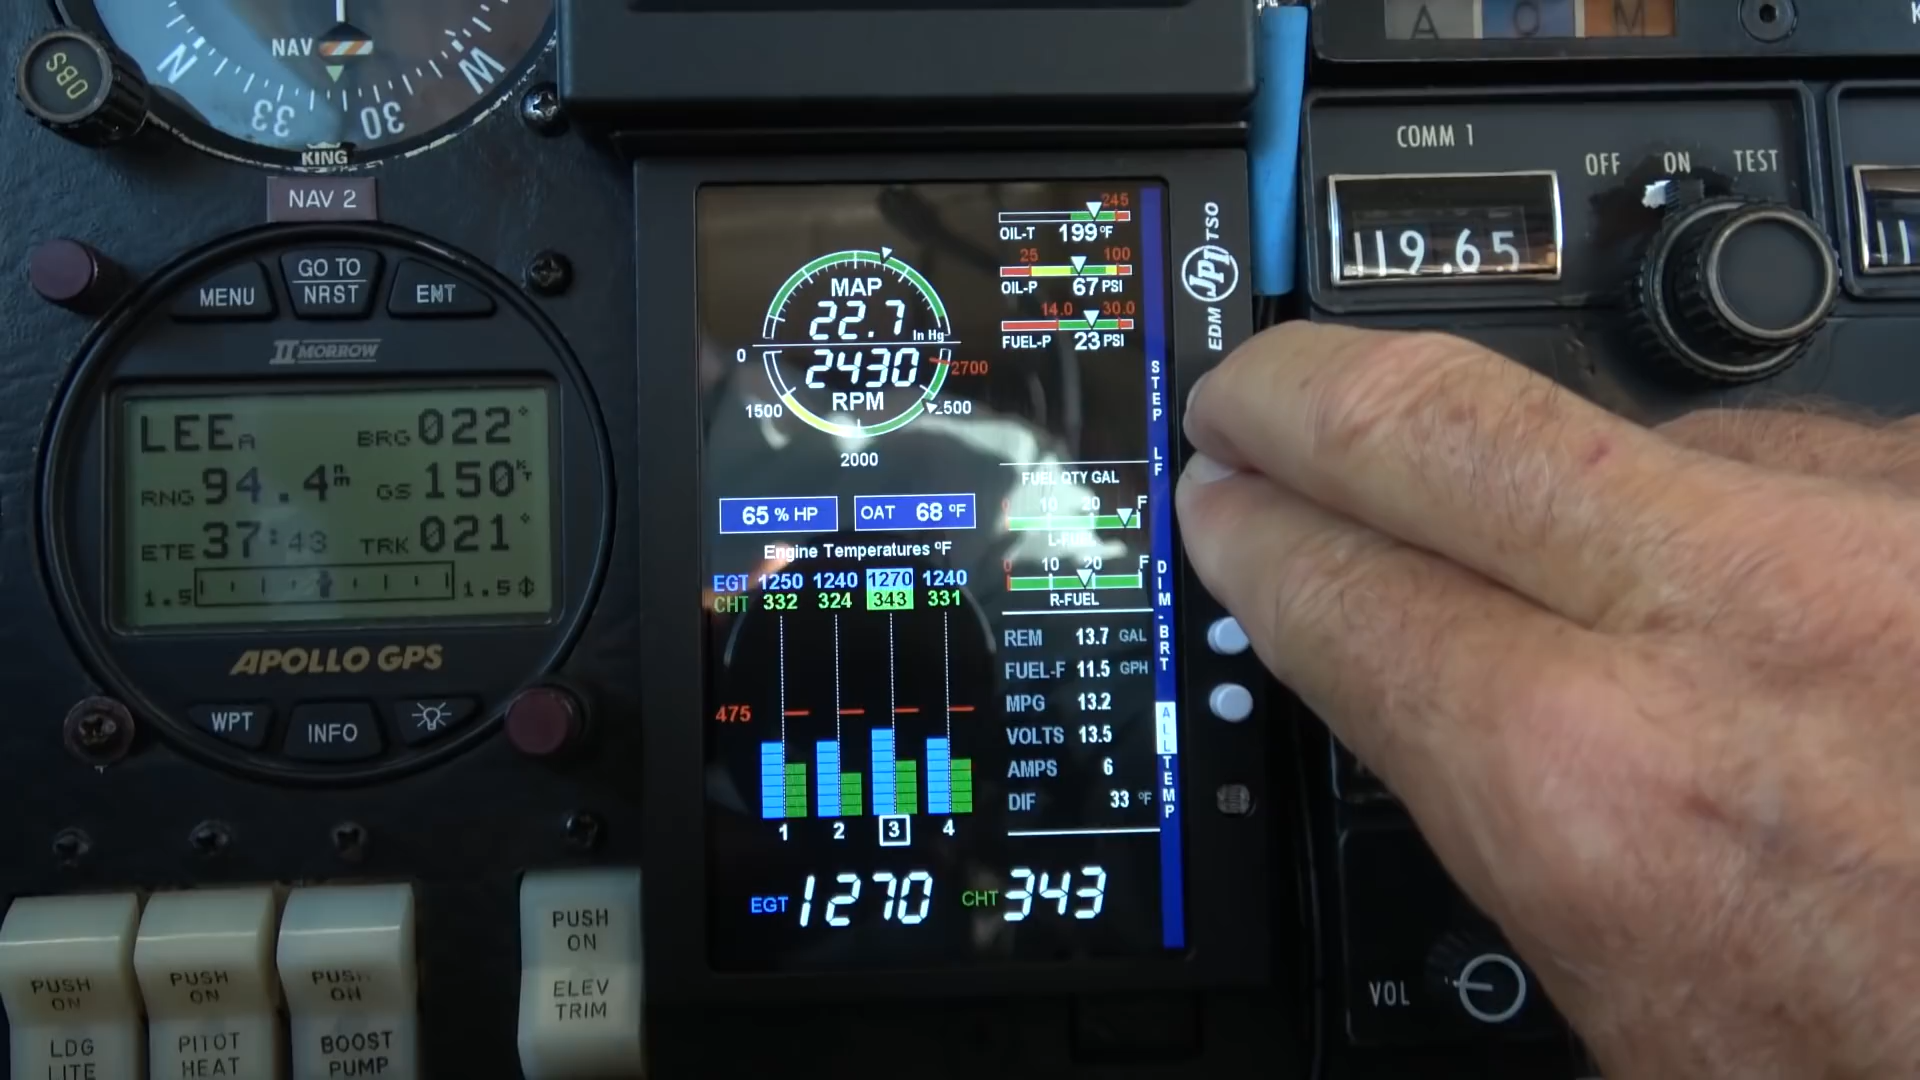 OBS
NAV
N
33
30
W
KING
NAV 2
MENU
GO TO
NRST
ENT
II MORROW
LEEA BRG 022°
RNG 94.4nm GS 150KT
ETE 37:43 TRK 021°
1.5 1.5
APOLLO GPS
WPT
INFO
PUSH
ON
LDG
LITE
PUSH
ON
PITOT
HEAT
PUSH
ON
BOOST
PUMP
PUSH
ON
ELEV
TRIM
MAP
22.7
In Hg
0
2430
RPM
2700
1500
2000
245
OIL-T 199°F
25 100
OIL-P 67 PSI
14.0 30.0
FUEL-P 23 PSI
65 % HP
OAT 68 °F
Engine Temperatures °F
EGT 1250 1240 1270 1240
CHT 332 324 343 331
475
1 2 3 4
EGT 1270 CHT 343
FUEL QTY GAL
0 10 20 F
L-FUEL
0 10 20 F
R-FUEL
REM 13.7 GAL
FUEL-F 11.5 GPH
MPG 13.2
VOLTS 13.5
AMPS 6
DIF 33 °F
STEP
LF
DIM-BRT
ALL TEMP
EDM JPI TSO
A O M
COMM 1
119.65
OFF ON TEST
VOL